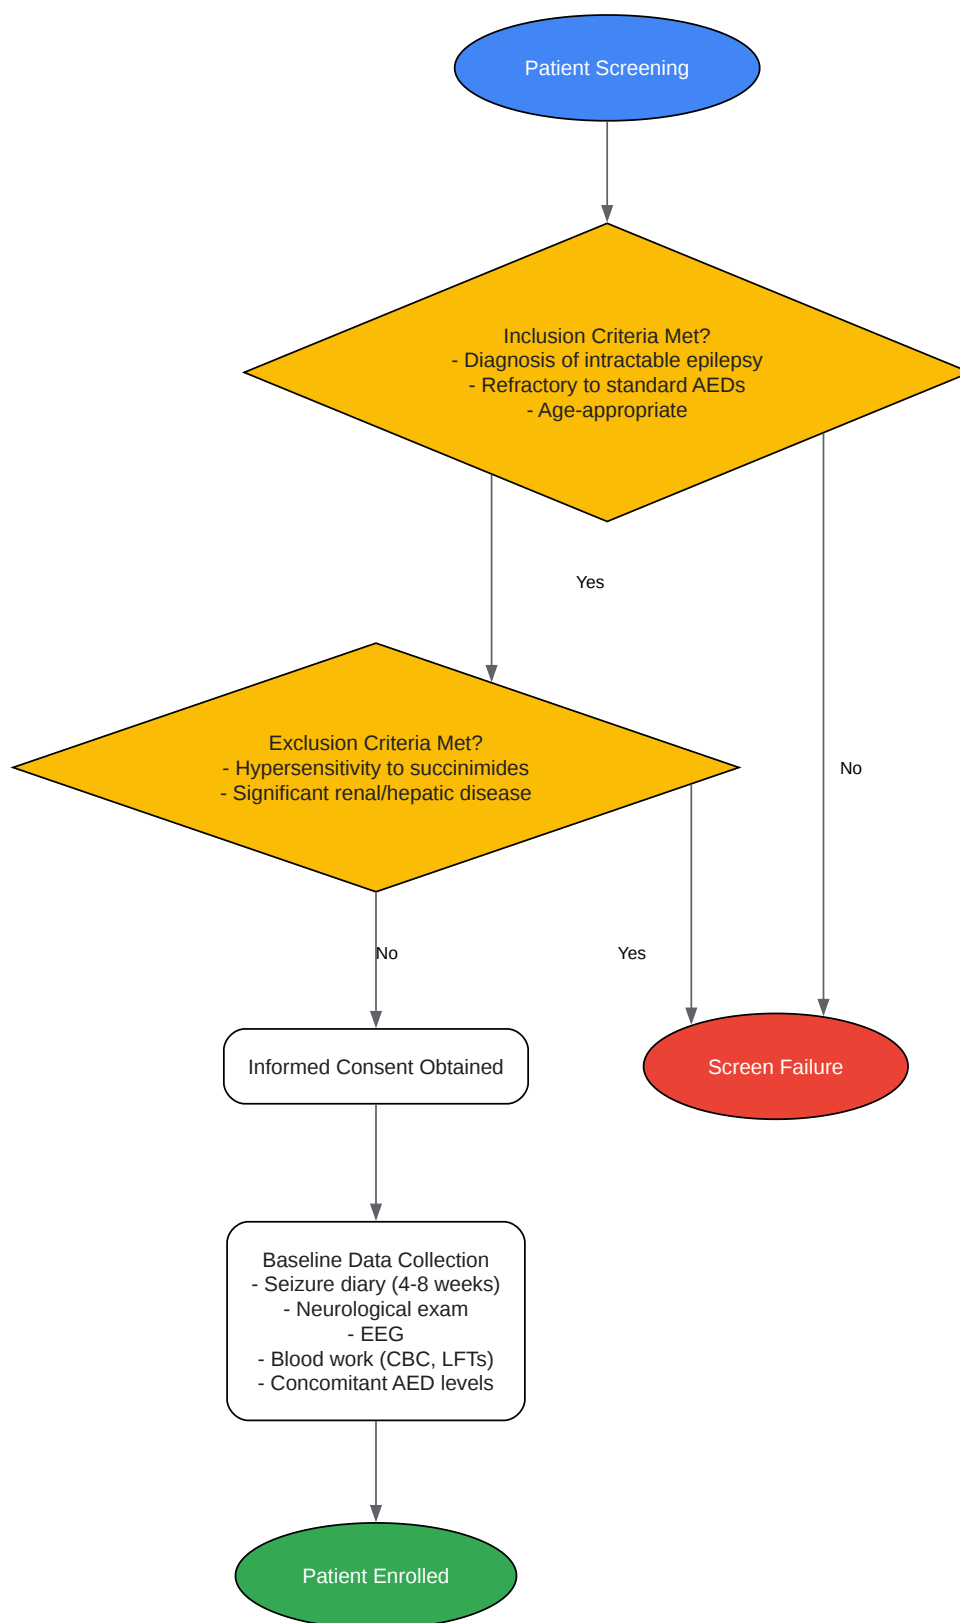 Patient Screening
Inclusion Criteria Met?
- Diagnosis of intractable epilepsy
- Refractory to standard AEDs
- Age-appropriate
Yes
Exclusion Criteria Met?
- Hypersensitivity to succinimides
- Significant renal/hepatic disease
No
No
Yes
Informed Consent Obtained
Screen Failure
Baseline Data Collection
- Seizure diary (4-8 weeks)
- Neurological exam
- EEG
- Blood work (CBC, LFTs)
- Concomitant AED levels
Patient Enrolled